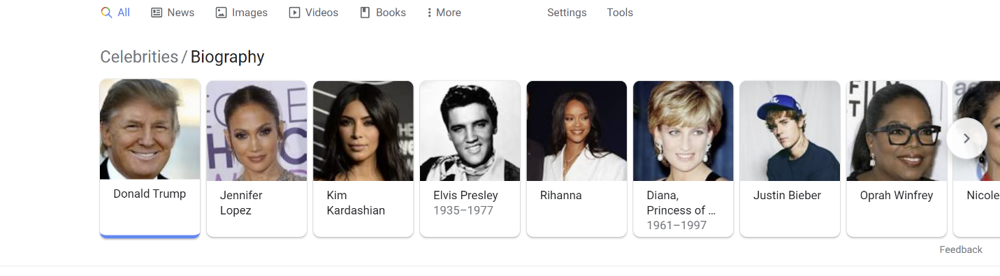 All
News
Images
Videos
Books
More
Settings
Tools
Celebrities / Biography
Donald Trump
Jennifer
Lopez
Kim
Kardashian
Elvis Presley
1935–1977
Rihanna
Diana,
Princess of ...
1961–1997
Justin Bieber
Oprah Winfrey
Nicole
Feedback